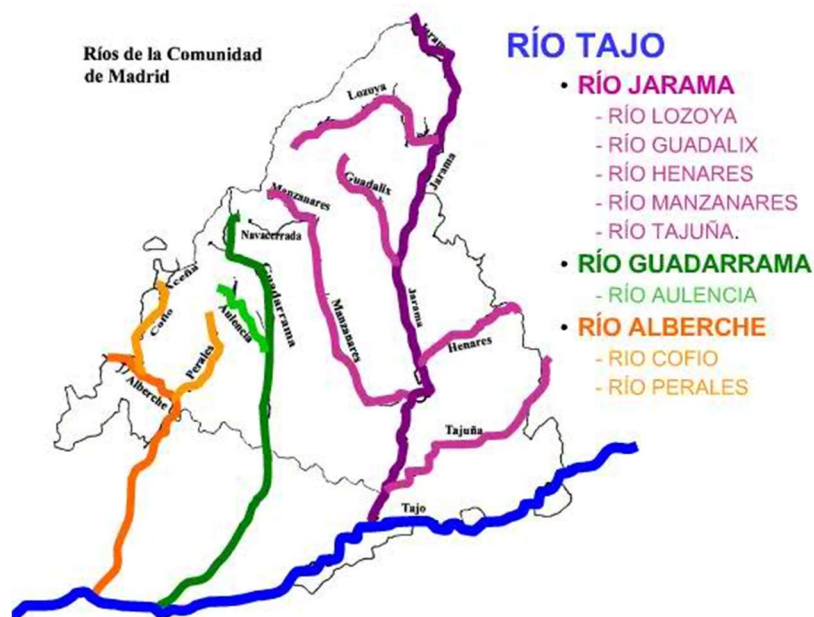 Ríos de la Comunidad
de Madrid
RÍO TAJO
• RÍO JARAMA
- RÍO LOZOYA
- RÍO GUADALIX
- RÍO HENARES
- RÍO MANZANARES
- RÍO TAJUÑA.
• RÍO GUADARRAMA
- RÍO AULENCIA
• RÍO ALBERCHE
- RIO COFIO
- RÍO PERALES
Jarama
Lozoya
Jarama
Guadalix
Manzanares
Navacerrada
Guadarrama
Aceña
Cofio
Aulencia
Perales
Manzanares
Jarama
Henares
Alberche
Tajuña
Tajo